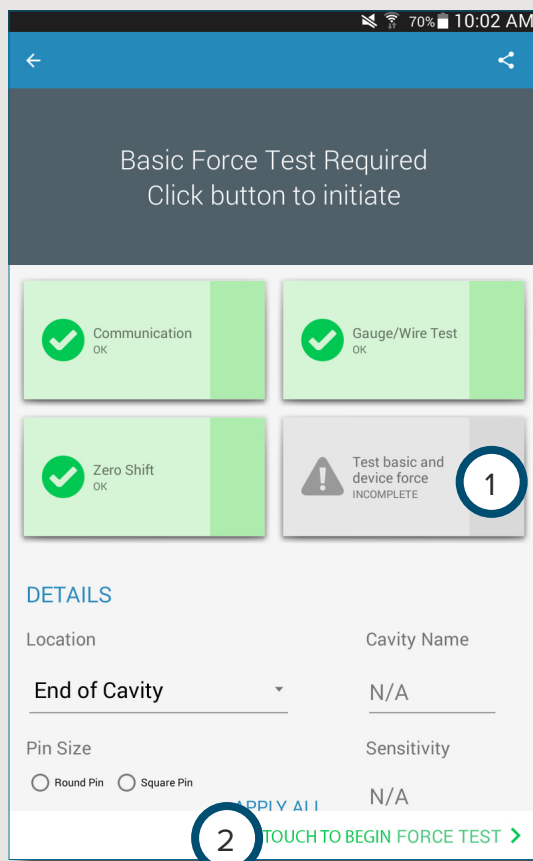 70% 10:02 AM
Basic Force Test Required
Click button to initiate
Communication
OK
Gauge/Wire Test
OK
Zero Shift
OK
Test basic and
device force
INCOMPLETE
1
DETAILS
Location
Cavity Name
End of Cavity
N/A
Pin Size
Sensitivity
Round Pin
Square Pin
N/A
APPLY ALL
2
TOUCH TO BEGIN FORCE TEST